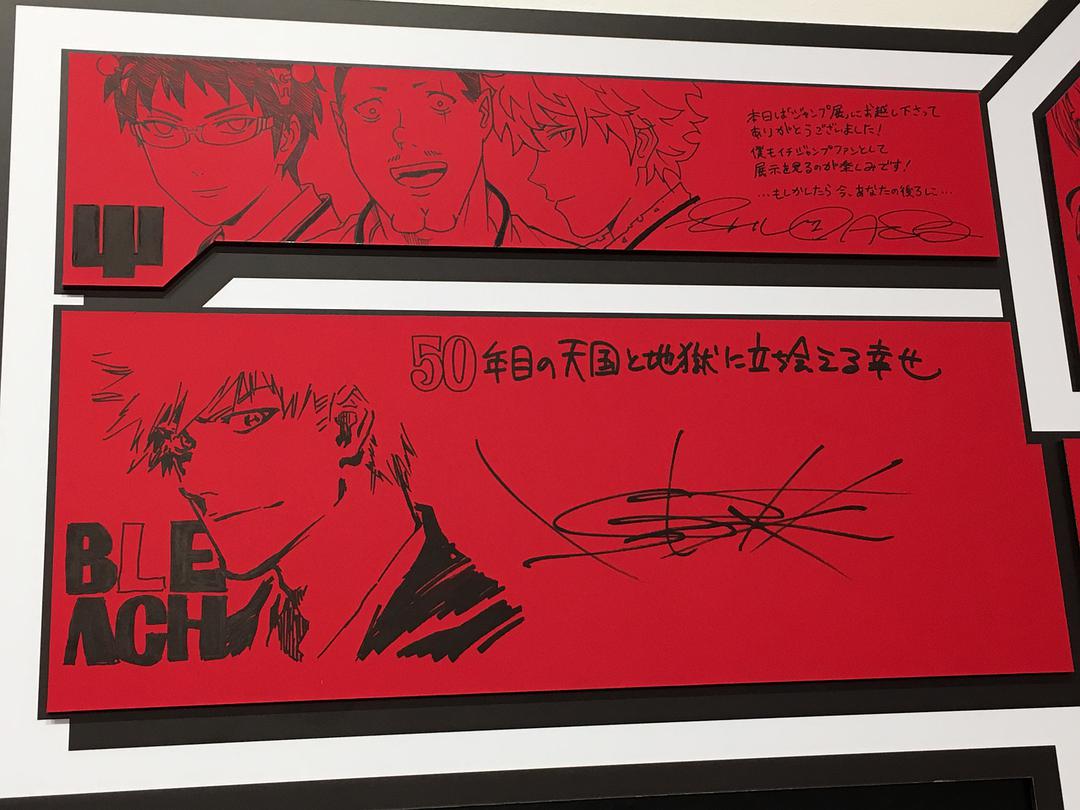 本日は「ジャンプ展」にお越し下さって
ありがとうございました!
僕もイチジャンプファンとして
展示を見るのが楽しみです!
…もしかしたら今、あなたの後ろに…
50年目の天国と地獄に立ち会える幸せ
BLE
ACH